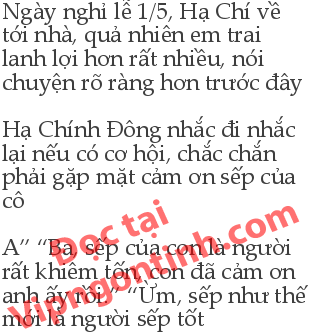 Ngày nghỉ lễ 1/5, Hạ Chí về
tới nhà, quả nhiên em trai
lanh lợi hơn rất nhiều, nói
chuyện rõ ràng hơn trước đây
Hạ Chính Đông nhắc đi nhắc
lại nếu có cơ hội, chắc chắn
phải gặp mặt cảm ơn sếp của
cô
A” “Ba, sếp của con là người
rất khiêm tốn, con đã cảm ơn
anh ấy rồi.” “Ừm, sếp như thế
mới là người sếp tốt
Đọc tại
Vipngontinh.com